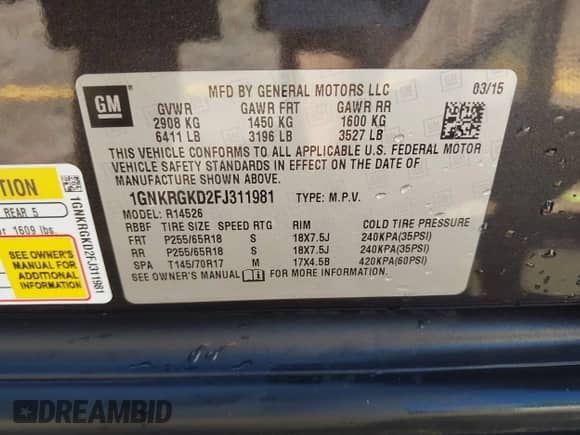 GM
MFD BY GENERAL MOTORS LLC 03/15
GVWR GAWR FRT GAWR RR
2908 KG 1450 KG 1600 KG
6411 LB 3196 LB 3527 LB
THIS VEHICLE CONFORMS TO ALL APPLICABLE U.S. FEDERAL MOTOR
VEHICLE SAFETY STANDARDS IN EFFECT ON THE DATE OF
MANUFACTURE SHOWN ABOVE.
1GNKRGKD2FJ311981 TYPE: M.P.V.
MODEL: R14526
RBBF TIRE SIZE SPEED RTG RIM COLD TIRE PRESSURE
FRT P255/65R18 S 18X7.5J 240KPA(35PSI)
RR P255/65R18 S 18X7.5J 240KPA(35PSI)
SPA T145/70R17 M 17X4.5B 420KPA(60PSI)
SEE OWNER'S MANUAL FOR MORE INFORMATION.
TION
REAR 5
or 1609 lbs.
SEE OWNER'S
MANUAL FOR
ADDITIONAL
INFORMATION
1GNKRGKD2FJ311981
DREAMBID